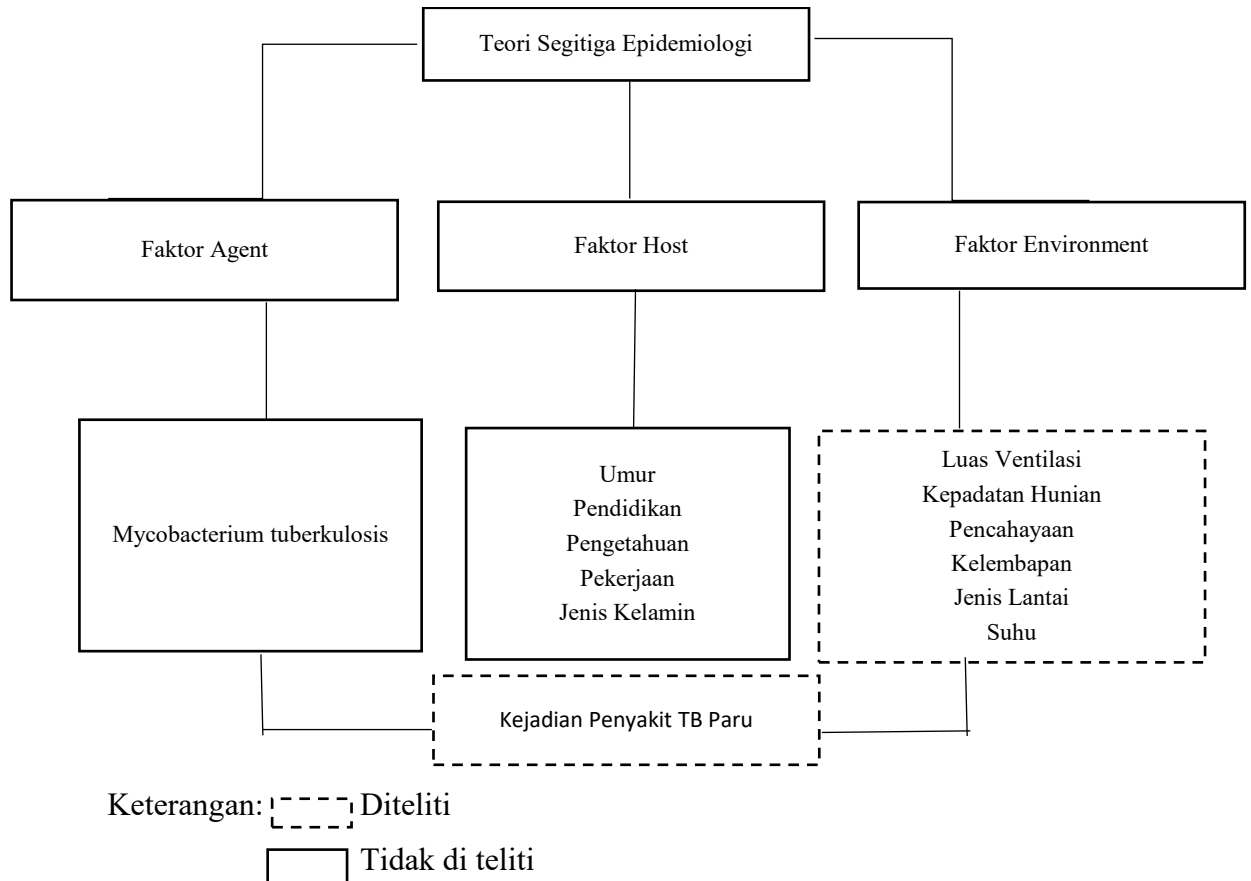 Teori Segitiga Epidemiologi
Faktor Agent
Faktor Host
Faktor Environment
Mycobacterium tuberkulosis
Umur
Pendidikan
Pengetahuan
Pekerjaan
Jenis Kelamin
Luas Ventilasi
Kepadatan Hunian
Pencahayaan
Kelembapan
Jenis Lantai
Suhu
Kejadian Penyakit TB Paru
Keterangan: Diteliti
Tidak di teliti